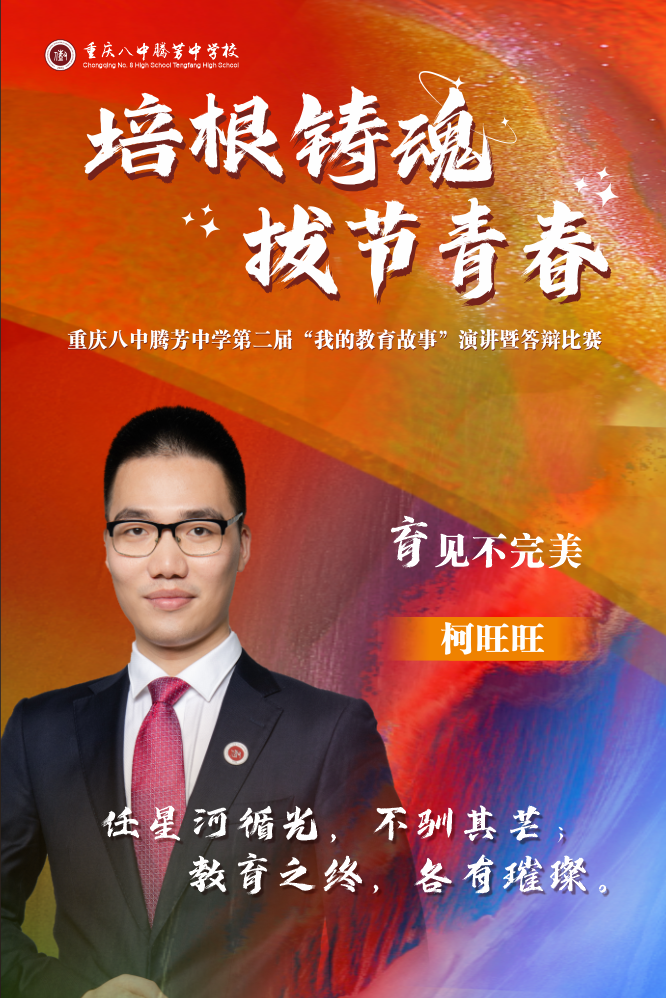 重庆八中腾芳中学校
Chongqing No. 8 High School Tengfang High School
培根铸魂
拔节青春
重庆八中腾芳中学第二届“我的教育故事”演讲暨答辩比赛
育见不完美
柯旺旺
任星河循光，不驯其芒；
教育之终，各有璀璨。